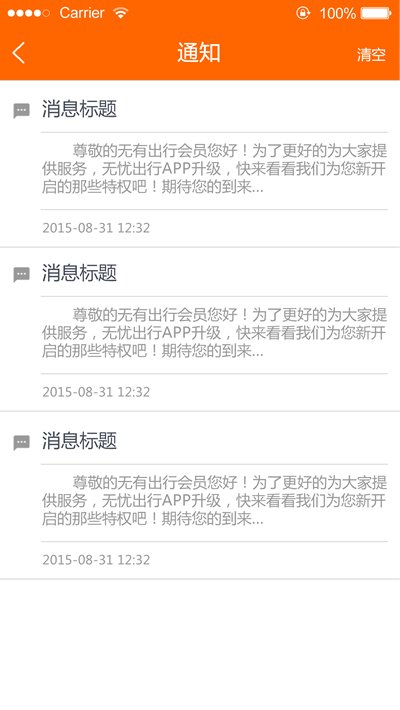 Carrier 100%
通知 清空
消息标题
尊敬的无有出行会员您好！为了更好的为大家提
供服务，无忧出行APP升级，快来看看我们为您新开
启的那些特权吧！期待您的到来...
2015-08-31 12:32
消息标题
尊敬的无有出行会员您好！为了更好的为大家提
供服务，无忧出行APP升级，快来看看我们为您新开
启的那些特权吧！期待您的到来...
2015-08-31 12:32
消息标题
尊敬的无有出行会员您好！为了更好的为大家提
供服务，无忧出行APP升级，快来看看我们为您新开
启的那些特权吧！期待您的到来...
2015-08-31 12:32